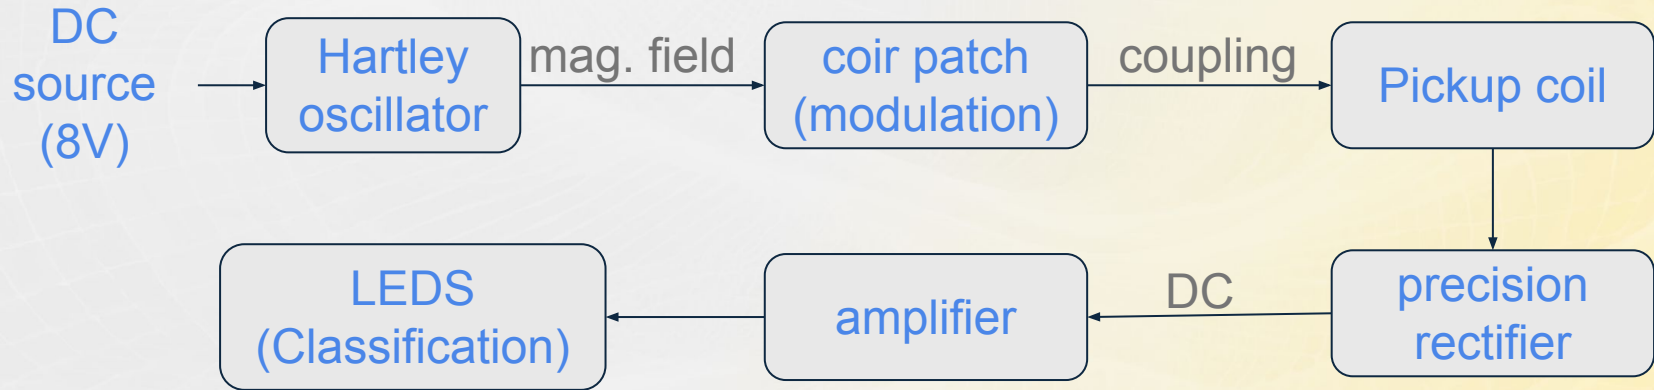 DC
source
(8V)
Hartley
oscillator
mag. field
coir patch
(modulation)
coupling
Pickup coil
precision
rectifier
DC
amplifier
LEDS
(Classification)